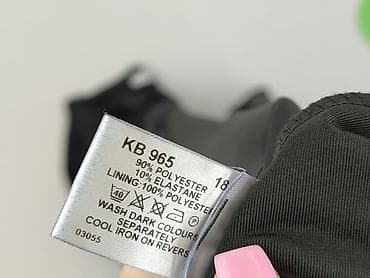 KB 965
18
90% POLYESTER
10% ELASTANE
LINING:100% POLYESTER
40
P
WASH DARK COLOURS
SEPARATELY
COOL IRON ON REVERS
03055